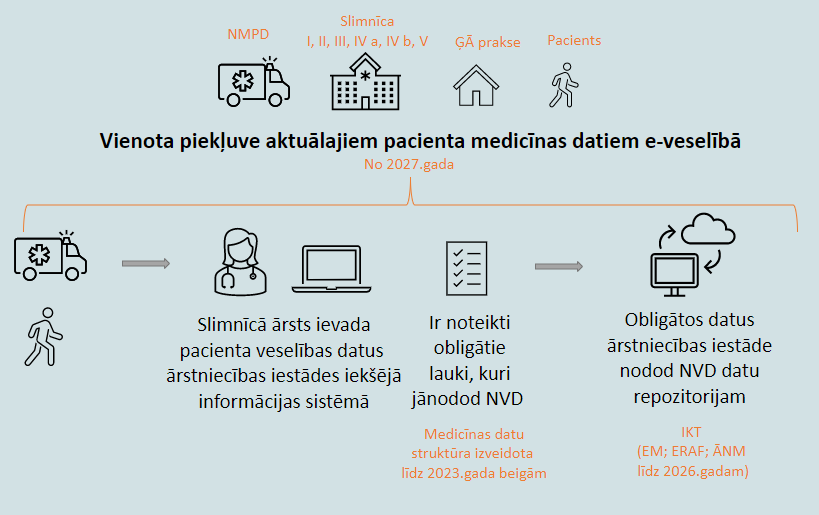 NMPD
Slimnīca
I, II, III, IV a, IV b, V
ĢĀ prakse
Pacients
Vienota piekļuve aktuālajiem pacienta medicīnas datiem e-veselībā
No 2027.gada
Slimnīcā ārsts ievada
pacienta veselības datus
ārstniecības iestādes iekšējā
informācijas sistēmā
Ir noteikti
obligātie
lauki, kuri
jānodod NVD
Medicīnas datu
struktūra izveidota
līdz 2023.gada beigām
Obligātos datus
ārstniecības iestāde
nodod NVD datu
repozitorijam
IKT
(EM; ERAF; ĀNM
līdz 2026.gadam)